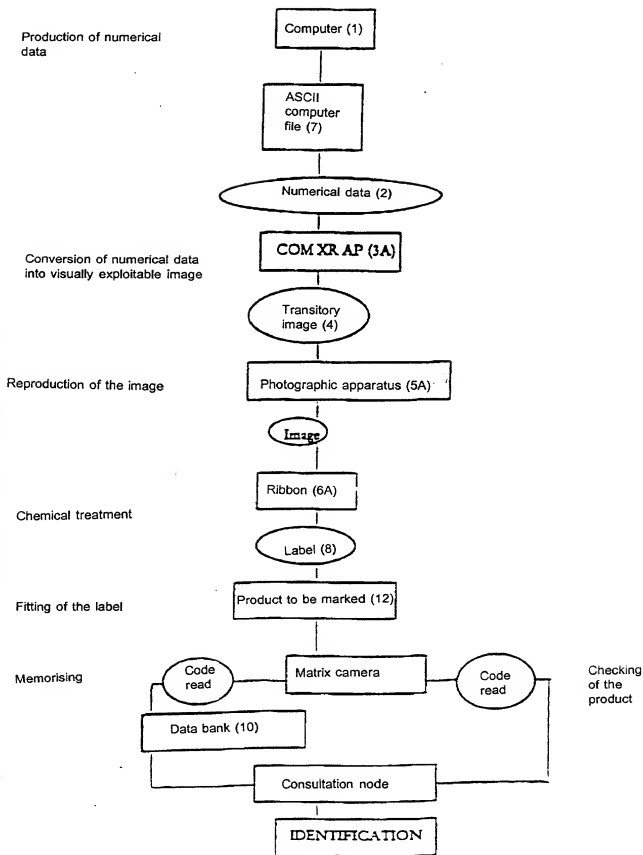 Production of numerical
data
Computer (1)
ASCII
computer
file (7)
Numerical data (2)
Conversion of numerical data
into visually exploitable image
COM XR AP (3A)
Transitory
image (4)
Reproduction of the image
Photographic apparatus (5A)
Image
Ribbon (6A)
Chemical treatment
Label (8)
Fitting of the label
Product to be marked (12)
Memorising
Code
read
Matrix camera
Code
read
Checking
of the
product
Data bank (10)
Consultation node
IDENTIFICATION